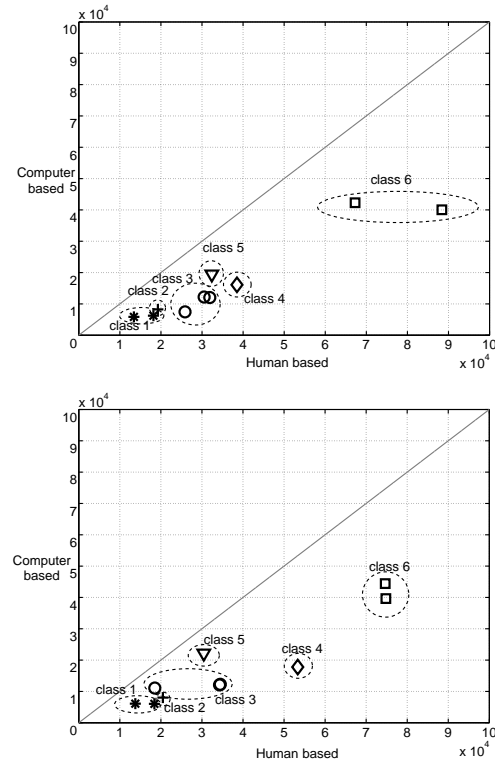 x 10^4
10
9
8
7
6
Computer
based 5
4
3
2
1
0
class 6
class 5
class 3
class 2
class 4
class 1
0 1 2 3 4 5 6 7 8 9 10
Human based
x 10^4
x 10^4
10
9
8
7
6
Computer
based
5
4
3
2
1
0
class 6
class 5
class 4
class 1
class 3
class 2
0 1 2 3 4 5 6 7 8 9 10
Human based
x 10^4